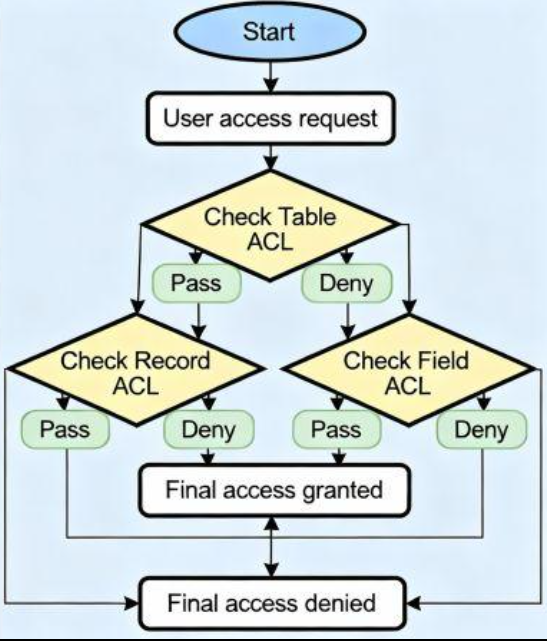 Start
User access request
Check Table
ACL
Pass
Deny
Check Record
ACL
Check Field
ACL
Pass
Deny
Pass
Deny
Final access granted
Final access denied